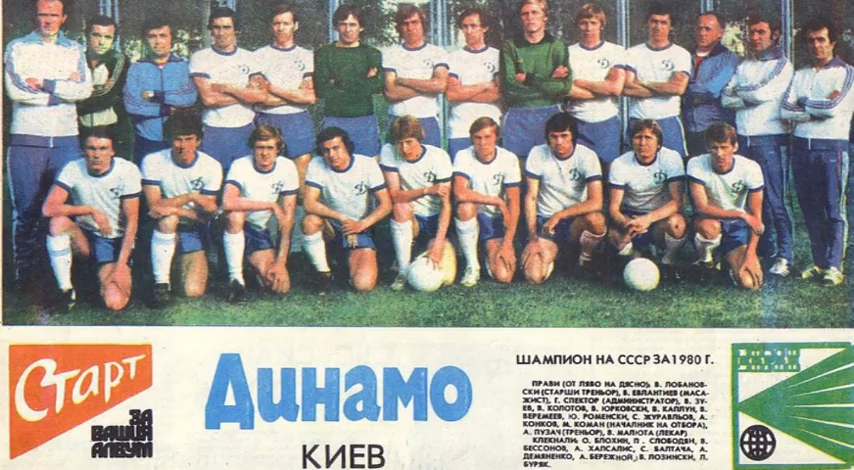 Старт
ЗА
ВАШИЯ
АЛБУМ
Динамо
КИЕВ
ШАМПИОН НА СССР ЗА 1980 Г.
ПРАВИ (ОТ ЛЯВО НА ДЯСНО), В. ЛОБАНОВ-
СКИ (СТАРШИ ТРЕНЬОР), В. ЕВЛАНТИЕВ (МАСА-
ЖИСТ), Г. СПЕКТОР (АДМИНИСТРАТОР), В. ЗУ-
ЕВ, В. КОЛОТОВ, В. ЮРКОВСКИ, В. КАПЛУН, В.
ВЕРЕМЕЕВ, Ю. РОМЕНСКИ, С. ЖУРАВЛЬОВ, А.
КОНКОВ, М. КОМАН (НАЧАЛНИК НА ОТБОРА),
А. ПУЗАЧ (ТРЕНЬОР), В. МАЛЮТА (ЛЕКАР)
КЛЕКНАЛИ: О. БЛОХИН, П. СЛОБОДЯН, В.
БЕССОНОВ, А. ХАПСАЛИС, С. БАЛТАЧА, А.
ДЕМЯНЕНКО, А. БЕРЕЖНОЙ, В. ЛОЗИНСКИ, Л.
БУРЯК.